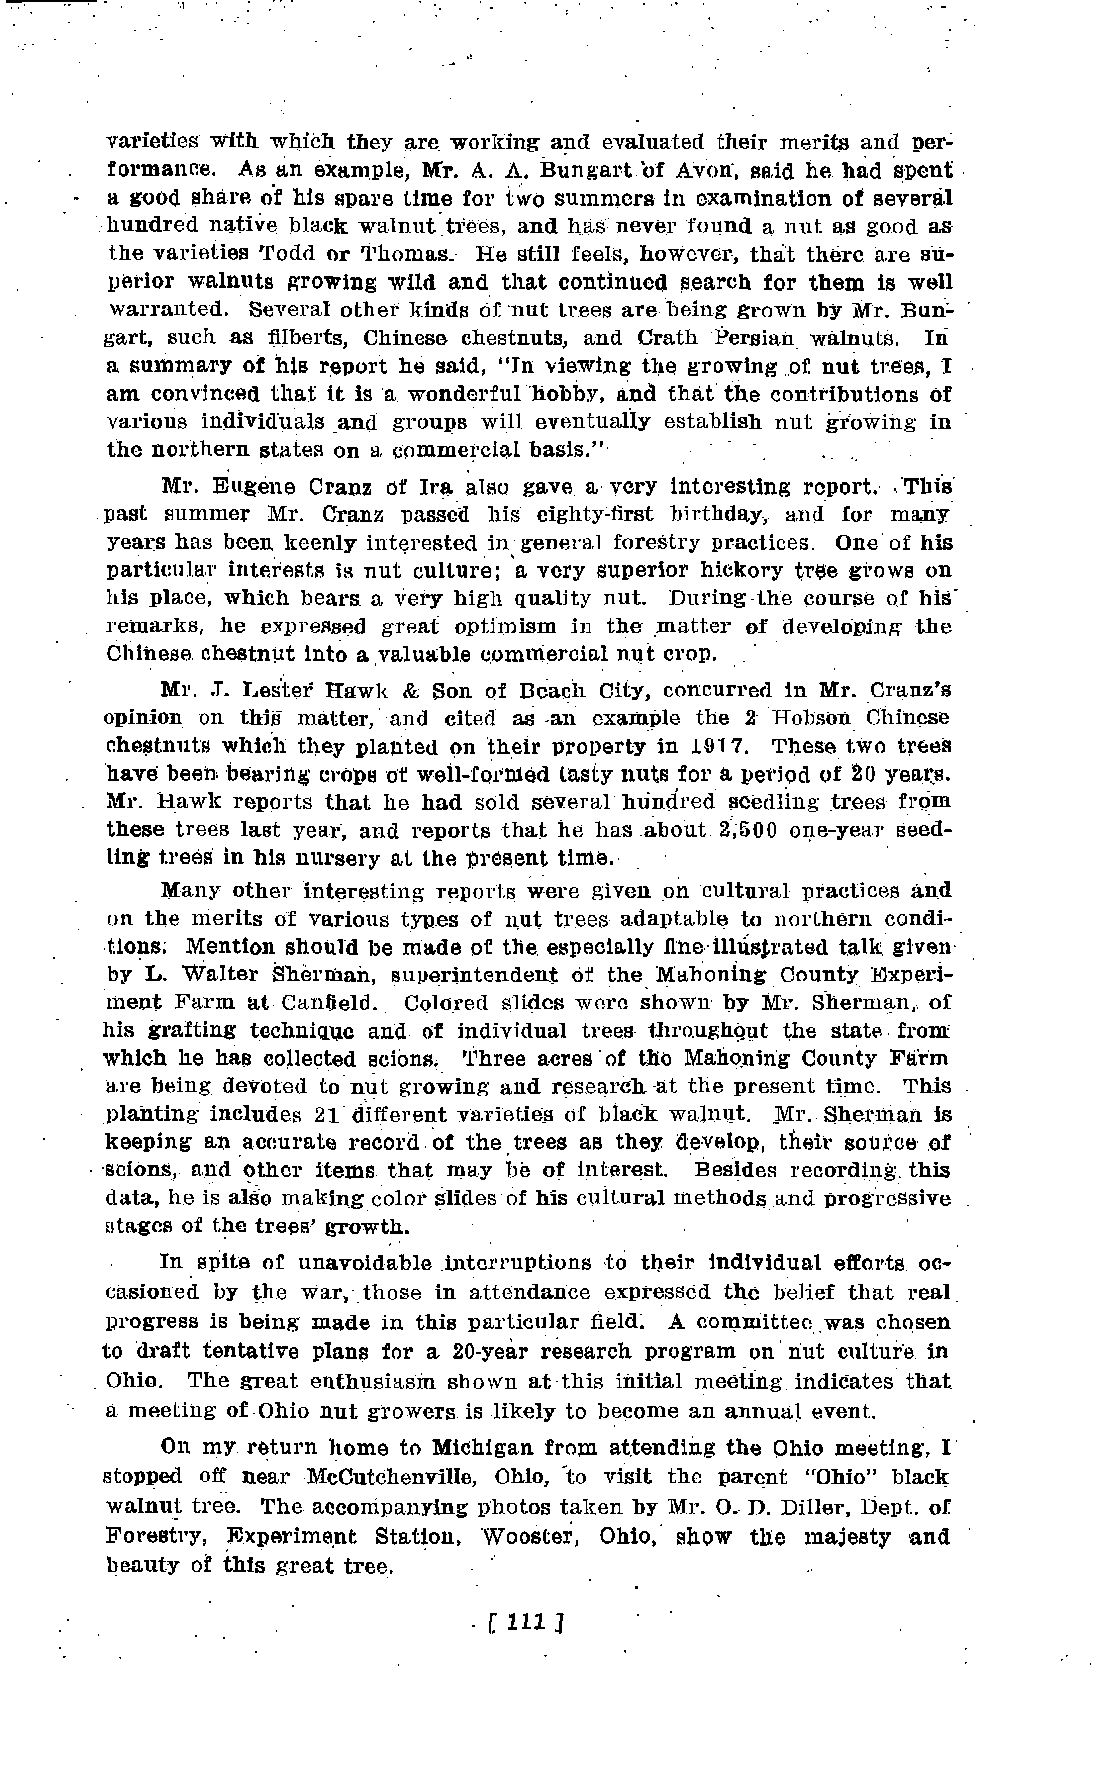 varieties with which they are working and evaluated their merits and per-
formance. As an example, Mr. A. A. Bungart of Avon, said he had spent
a good share of his spare time for two summers in examination of several
hundred native black walnut trees, and has never found a nut as good as
the varieties Todd or Thomas. He still feels, however, that there are su-
perior walnuts growing wild and that continued search for them is well
warranted. Several other kinds of nut trees are being grown by Mr. Bun-
gart, such as filberts, Chinese chestnuts, and Crath Persian walnuts. In
a summary of his report he said, "In viewing the growing of nut trees, I
am convinced that it is a wonderful hobby, and that the contributions of
various individuals and groups will eventually establish nut growing in
the northern states on a commercial basis."
Mr. Eugene Cranz of Ira also gave a very interesting report. This
past summer Mr. Cranz passed his eighty-first birthday, and for many
years has been keenly interested in general forestry practices. One of his
particular interests is nut culture; a very superior hickory tree grows on
his place, which bears a very high quality nut. During the course of his
remarks, he expressed great optimism in the matter of developing the
Chinese chestnut into a valuable commercial nut crop.
Mr. J. Lester Hawk & Son of Beach City, concurred in Mr. Cranz's
opinion on this matter, and cited as an example the 2 Hobson Chinese
chestnuts which they planted on their property in 1917. These two trees
have been bearing crops of well-formed tasty nuts for a period of 20 years.
Mr. Hawk reports that he had sold several hundred seedling trees from
these trees last year, and reports that he has about 2,500 one-year seed-
ling trees in his nursery at the present time.
Many other interesting reports were given on cultural practices and
on the merits of various types of nut trees adaptable to northern condi-
tions. Mention should be made of the especially fine illustrated talk given
by L. Walter Sherman, superintendent of the Mahoning County Experi-
ment Farm at Canfield. Colored slides were shown by Mr. Sherman, of
his grafting technique and of individual trees throughout the state from
which he has collected scions. Three acres of the Mahoning County Farm
are being devoted to nut growing and research at the present time. This
planting includes 21 different varieties of black walnut. Mr. Sherman is
keeping an accurate record of the trees as they develop, their source of
scions, and other items that may be of interest. Besides recording this
data, he is also making color slides of his cultural methods and progressive
stages of the trees' growth.
In spite of unavoidable interruptions to their individual efforts oc-
casioned by the war, those in attendance expressed the belief that real
progress is being made in this particular field. A committee was chosen
to draft tentative plans for a 20-year research program on nut culture in
Ohio. The great enthusiasm shown at this initial meeting indicates that
a meeting of Ohio nut growers is likely to become an annual event.
On my return home to Michigan from attending the Ohio meeting, I
stopped off near McCutchenville, Ohio, to visit the parent "Ohio" black
walnut tree. The accompanying photos taken by Mr. O. D. Diller, Dept. of
Forestry, Experiment Station, Wooster, Ohio, show the majesty and
beauty of this great tree.
[ 111 ]